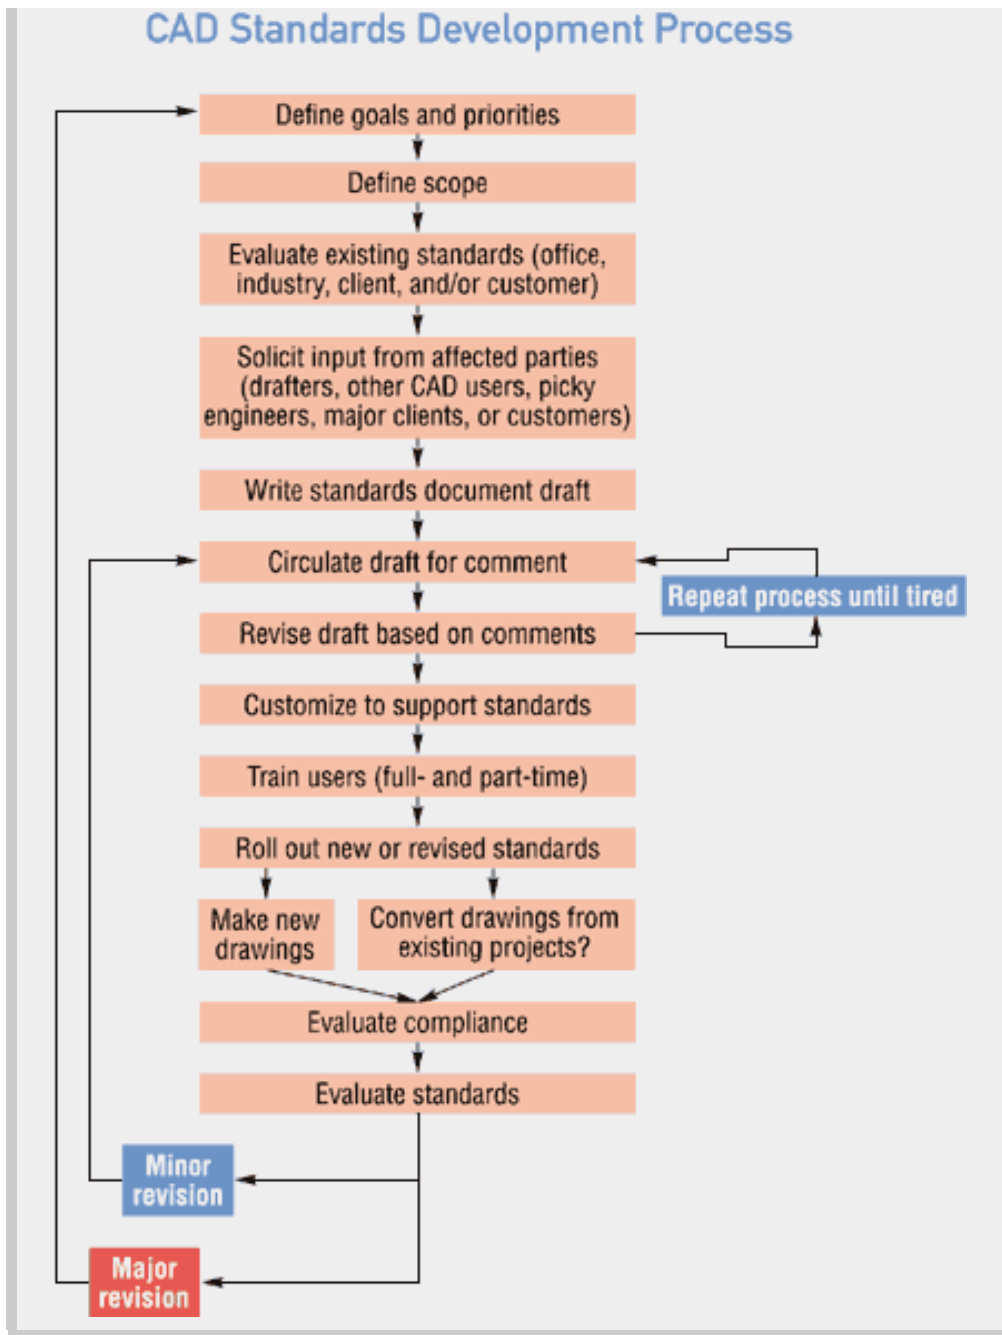 CAD Standards Development Process
Define goals and priorities
Define scope
Evaluate existing standards (office,
industry, client, and/or customer)
Solicit input from affected parties
(drafters, other CAD users, picky
engineers, major clients, or customers)
Write standards document draft
Circulate draft for comment
Repeat process until tired
Revise draft based on comments
Customize to support standards
Train users (full- and part-time)
Roll out new or revised standards
Make new
drawings
Convert drawings from
existing projects?
Evaluate compliance
Evaluate standards
Minor
revision
Major
revision